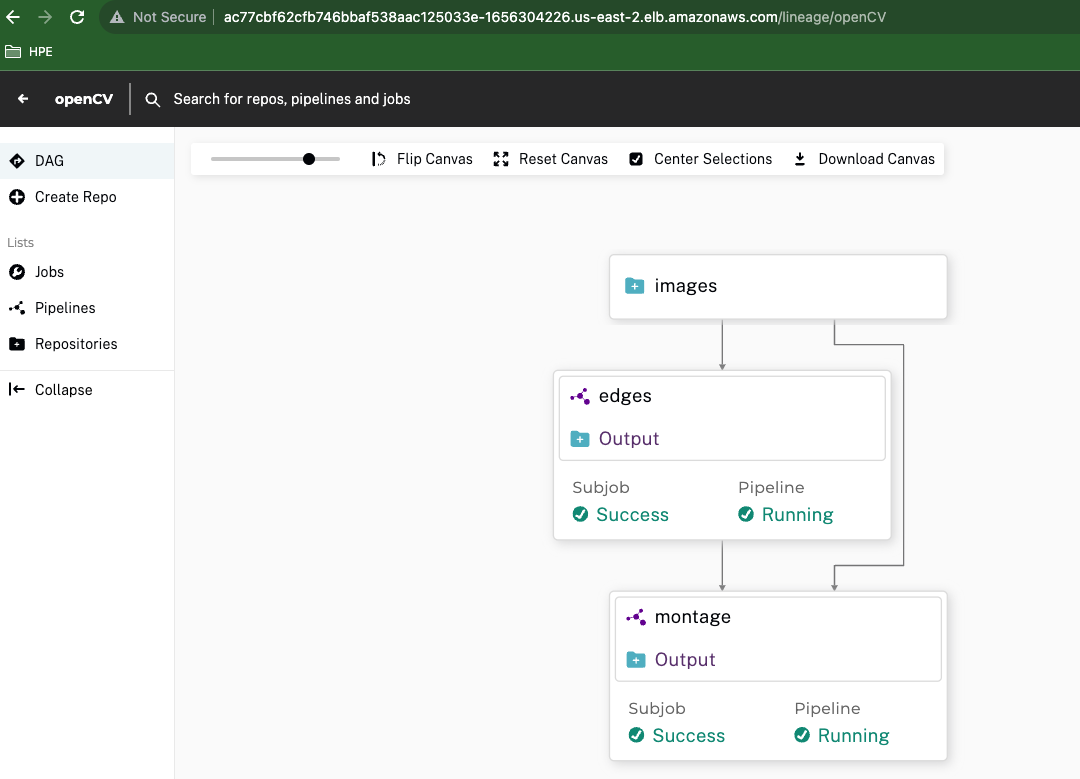 Not Secure ac77cbf62cfb746bbaf538aac125033e-1656304226.us-east-2.elb.amazonaws.com/lineage/openCV
HPE
openCV Search for repos, pipelines and jobs
DAG
Create Repo
Lists
Jobs
Pipelines
Repositories
Collapse
Flip Canvas Reset Canvas Center Selections Download Canvas
images
edges
Output
Subjob Pipeline
Success Running
montage
Output
Subjob Pipeline
Success Running